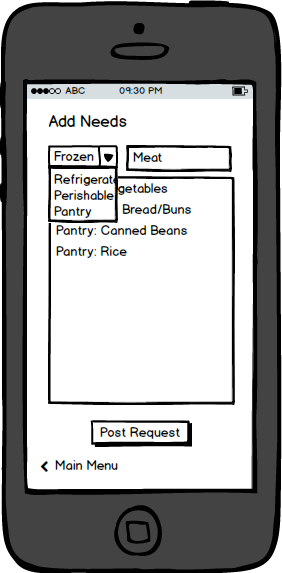 ABC 09:30 PM
Add Needs
Frozen Meat
Refrigerate
Perishable
Pantry
getables
Bread/Buns
Pantry: Canned Beans
Pantry: Rice
Post Request
Main Menu